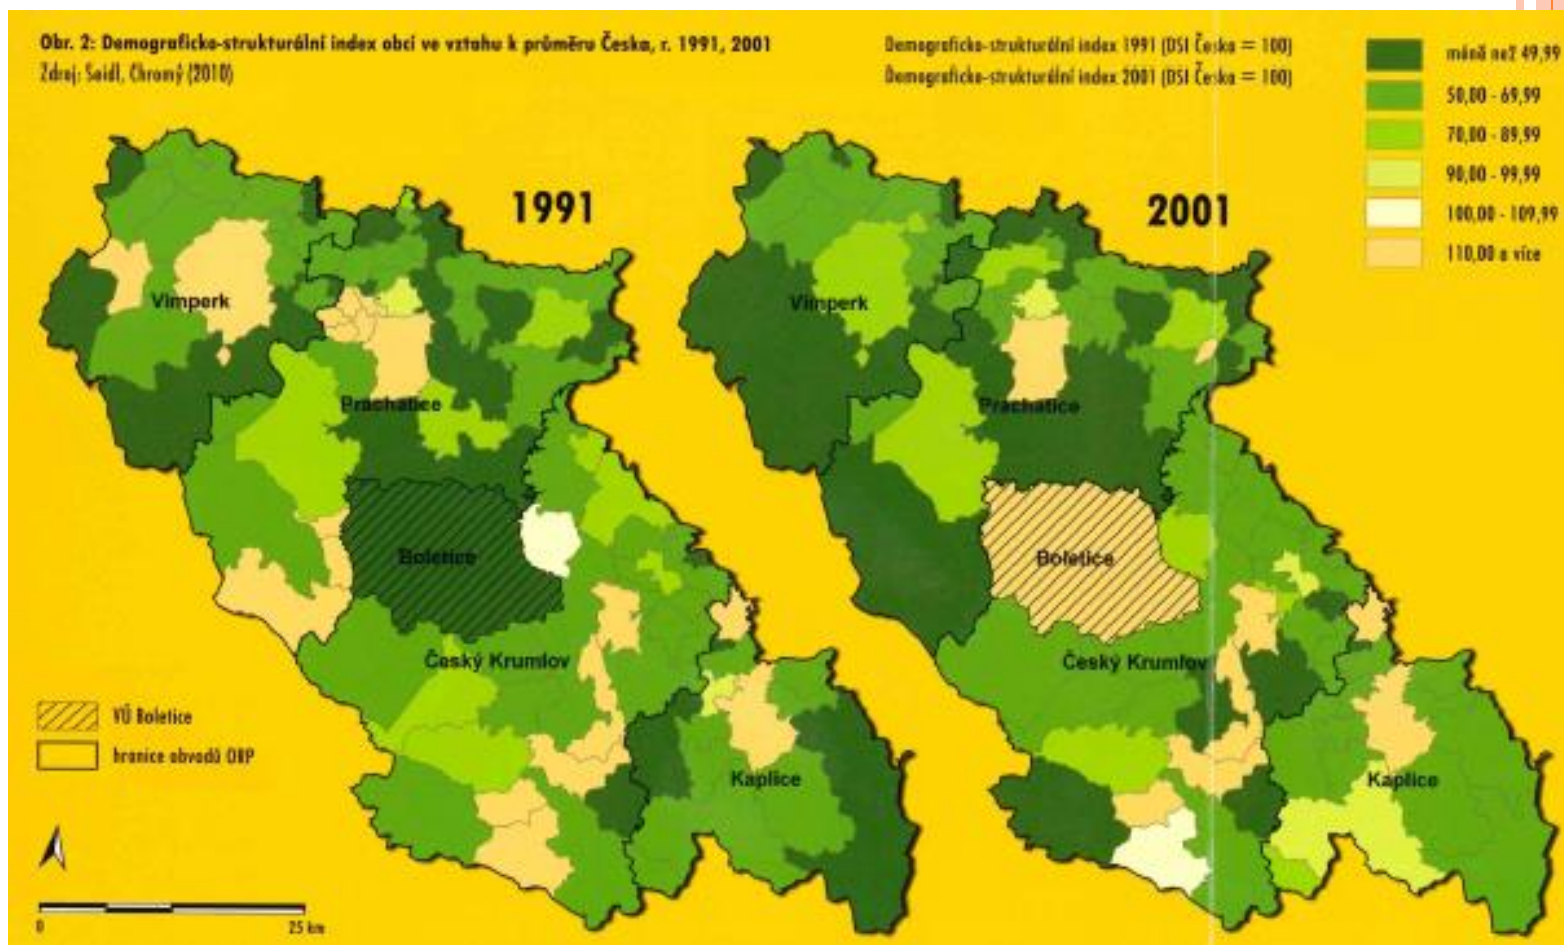 Obr. 2: Demograficko-strukturální index obcí ve vztahu k průměru Česka, r. 1991, 2001
Zdroj: Seidl, Chromý (2010)
Demograficko-strukturální index 1991 (DSI Česka = 100)
Demograficko-strukturální index 2001 (DSI Česka = 100)
méně než 49,99
50,00 - 69,99
70,00 - 89,99
90,00 - 99,99
100,00 - 109,99
110,00 a více
1991
Vimperk
Prachatice
Boletice
Český Krumlov
Kaplice
2001
Vimperk
Prachatice
Boletice
Český Krumlov
Kaplice
VÚ Boletice
hranice obvodů ORP
0 25 km